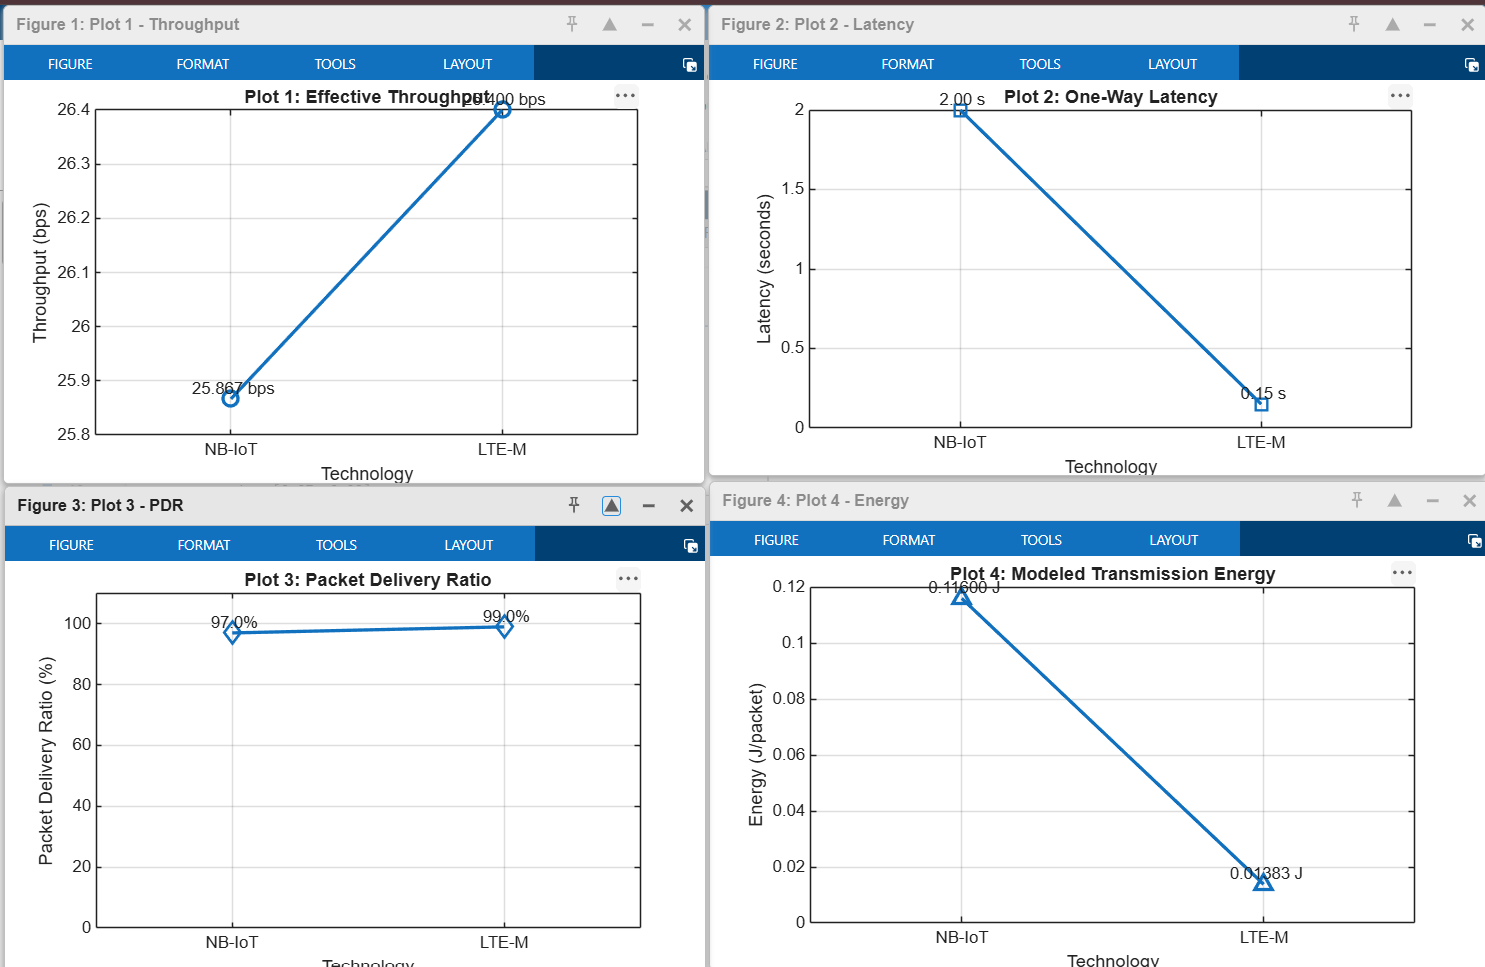 Figure 1: Plot 1 - Throughput
FIGURE FORMAT TOOLS LAYOUT
Plot 1: Effective Throughput
26.400 bps
26.4
26.3
26.2
26.1
26
25.9
25.8
Throughput (bps)
25.867 bps
NB-IoT LTE-M
Technology
Figure 2: Plot 2 - Latency
FIGURE FORMAT TOOLS LAYOUT
2.00 s
Plot 2: One-Way Latency
2
1.5
1
0.5
0
Latency (seconds)
0.15 s
NB-IoT LTE-M
Technology
Figure 3: Plot 3 - PDR
FIGURE FORMAT TOOLS LAYOUT
Plot 3: Packet Delivery Ratio
100
80
60
40
20
0
Packet Delivery Ratio (%)
97.0%
99.0%
NB-IoT LTE-M
Technology
Figure 4: Plot 4 - Energy
FIGURE FORMAT TOOLS LAYOUT
Plot 4: Modeled Transmission Energy
0.11600 J
0.12
0.1
0.08
0.06
0.04
0.02
0
Energy (J/packet)
0.01383 J
NB-IoT LTE-M
Technology